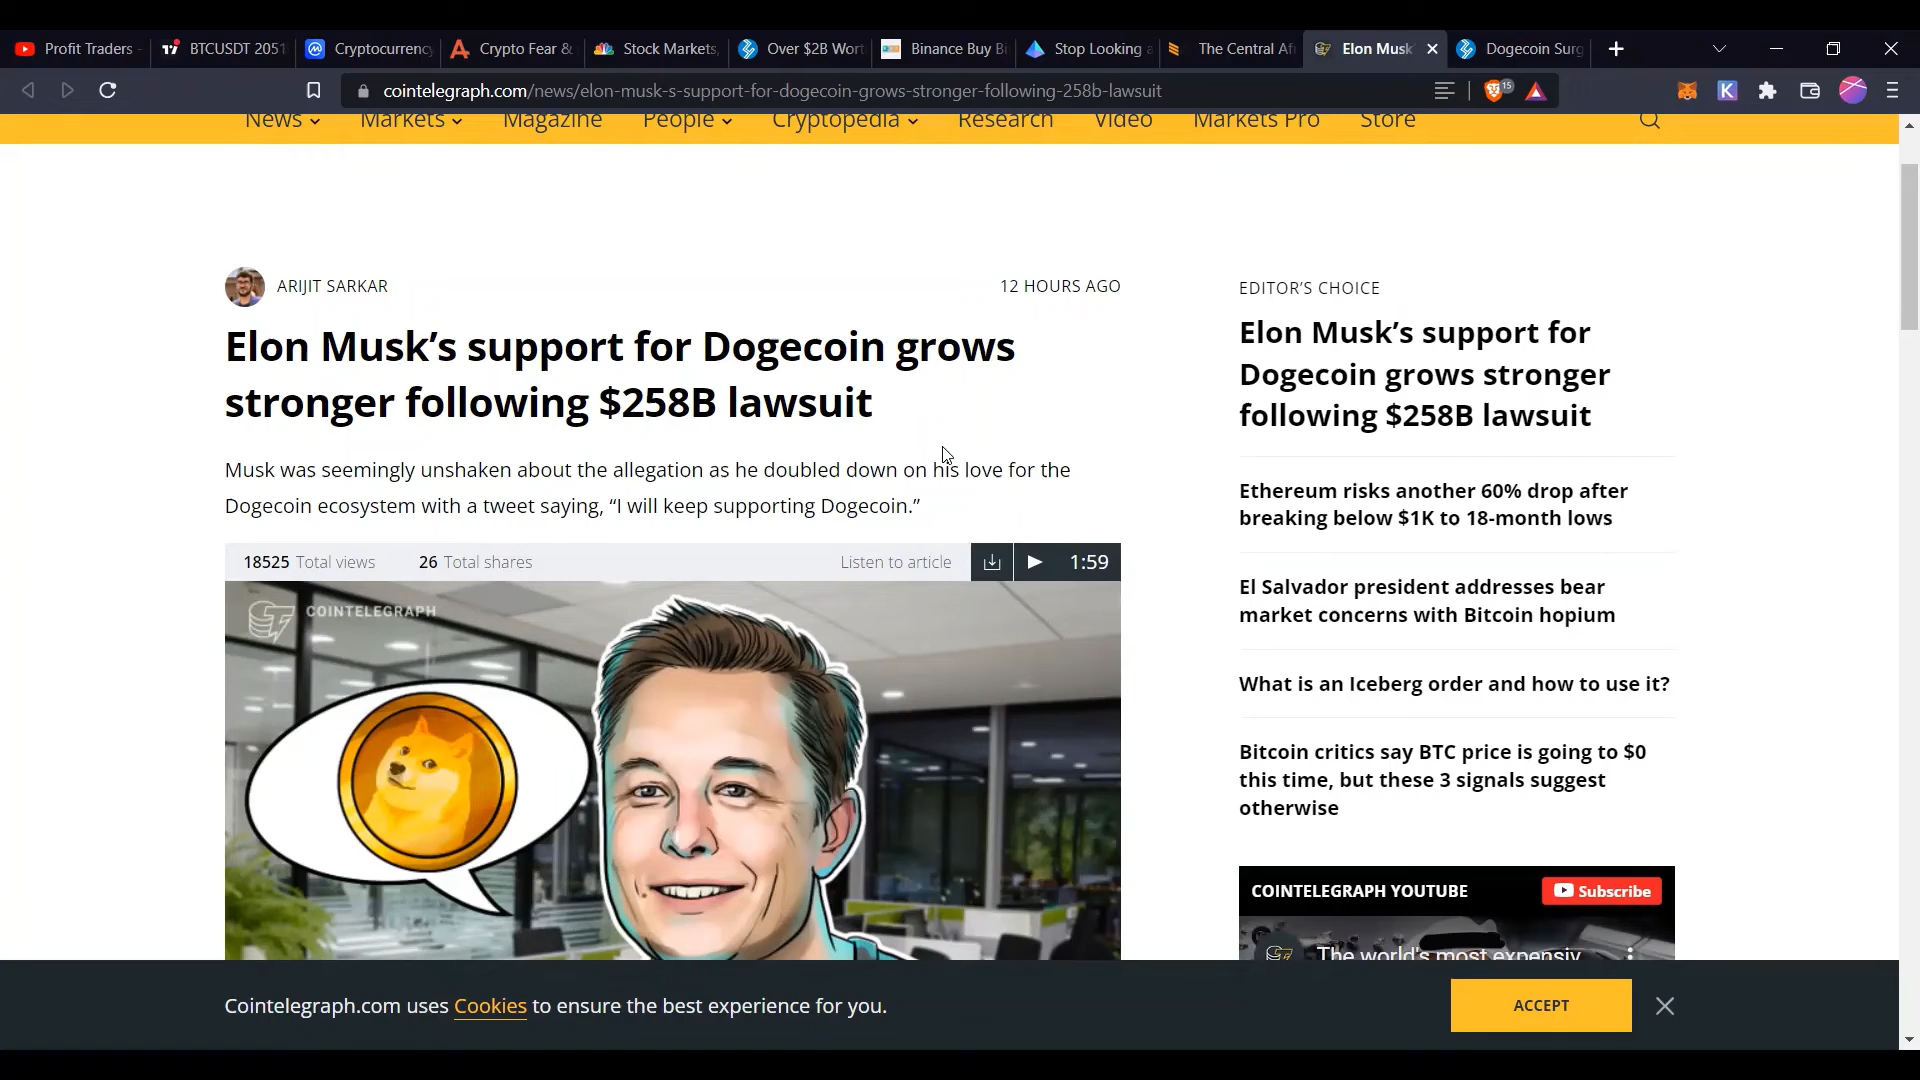 Profit Traders
BTCUSDT 2051
Cryptocurrency
Crypto Fear &
Stock Markets,
Over $2B Wort
Binance Buy Bi
Stop Looking a
The Central Afr
Elon Musk'
Dogecoin Surg
cointelegraph.com/news/elon-musk-s-support-for-dogecoin-grows-stronger-following-258b-lawsuit
15
News
Markets
Magazine
People
Cryptopedia
Research
Video
Markets Pro
Store
ARIJIT SARKAR
12 HOURS AGO
Elon Musk’s support for Dogecoin grows
stronger following $258B lawsuit
Musk was seemingly unshaken about the allegation as he doubled down on his love for the
Dogecoin ecosystem with a tweet saying, “I will keep supporting Dogecoin.”
18525 Total views
26 Total shares
Listen to article
1:59
COINTELEGRAPH
EDITOR’S CHOICE
Elon Musk’s support for
Dogecoin grows stronger
following $258B lawsuit
Ethereum risks another 60% drop after
breaking below $1K to 18-month lows
El Salvador president addresses bear
market concerns with Bitcoin hopium
What is an Iceberg order and how to use it?
Bitcoin critics say BTC price is going to $0
this time, but these 3 signals suggest
otherwise
COINTELEGRAPH YOUTUBE
Subscribe
The world's most expensiv
Cointelegraph.com uses Cookies to ensure the best experience for you.
ACCEPT